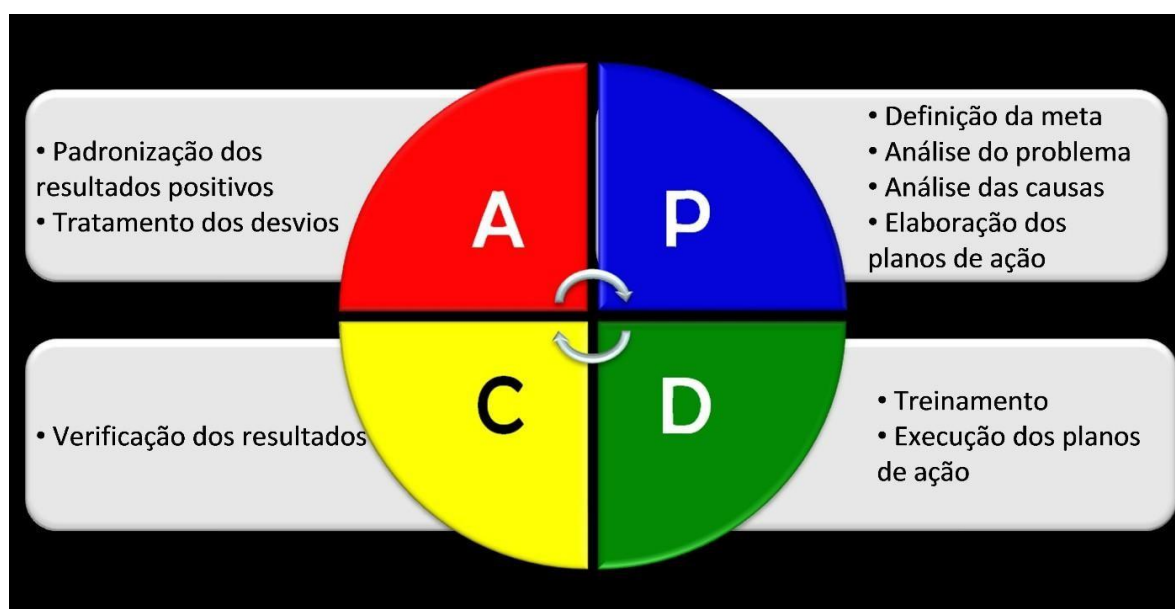 • Padronização dos
resultados positivos
• Tratamento dos desvios
A
P
• Definição da meta
• Análise do problema
• Análise das causas
• Elaboração dos
planos de ação
• Verificação dos resultados
C
D
• Treinamento
• Execução dos planos
de ação